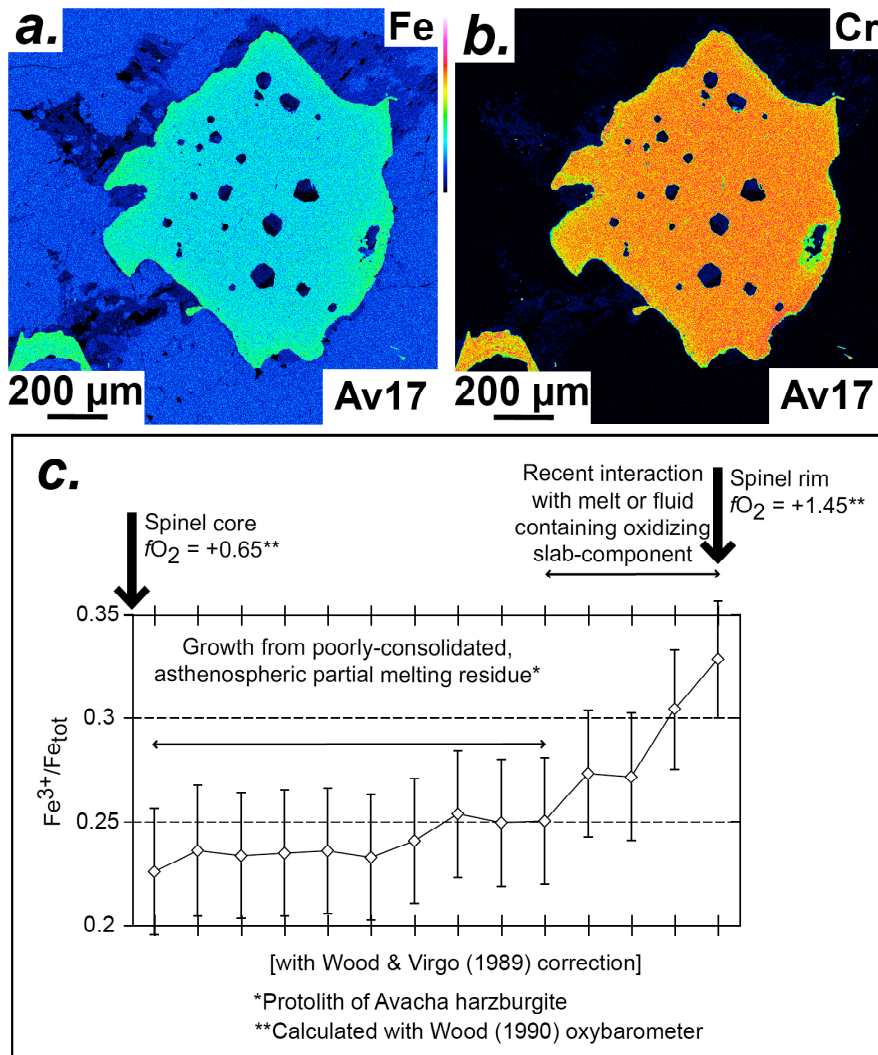 a.
Fe
b.
Cr
200 µm
Av17
200 µm
Av17
c.
Spinel core
fO2 = +0.65**
Recent interaction
with melt or fluid
containing oxidizing
slab-component
Spinel rim
fO2 = +1.45**
Growth from poorly-consolidated,
asthenospheric partial melting residue*
0.35
0.3
0.25
0.2
Fe3+/Fetot
[with Wood & Virgo (1989) correction]
*Protolith of Avacha harzburgite
**Calculated with Wood (1990) oxybarometer